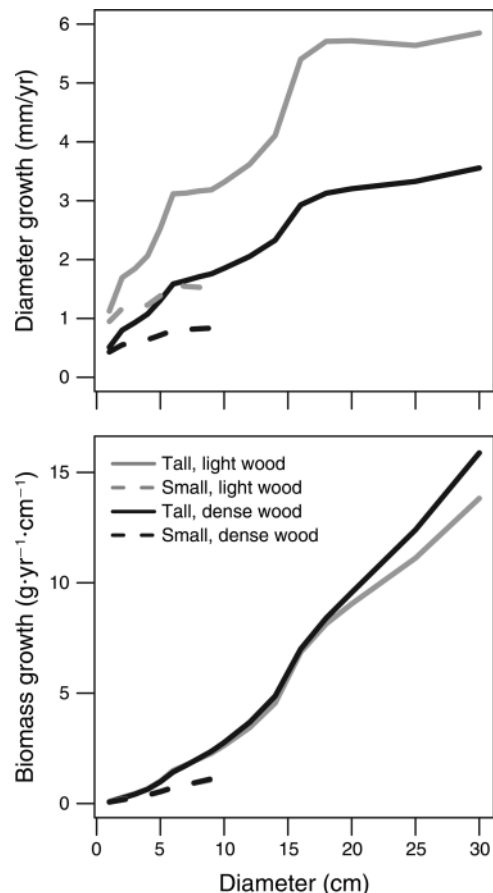 6
5
4
3
2
1
0
Diameter growth (mm/yr)
Tall, light wood
Small, light wood
Tall, dense wood
Small, dense wood
15
10
5
0
Biomass growth (g·yr⁻¹·cm⁻¹)
0 5 10 15 20 25 30
Diameter (cm)